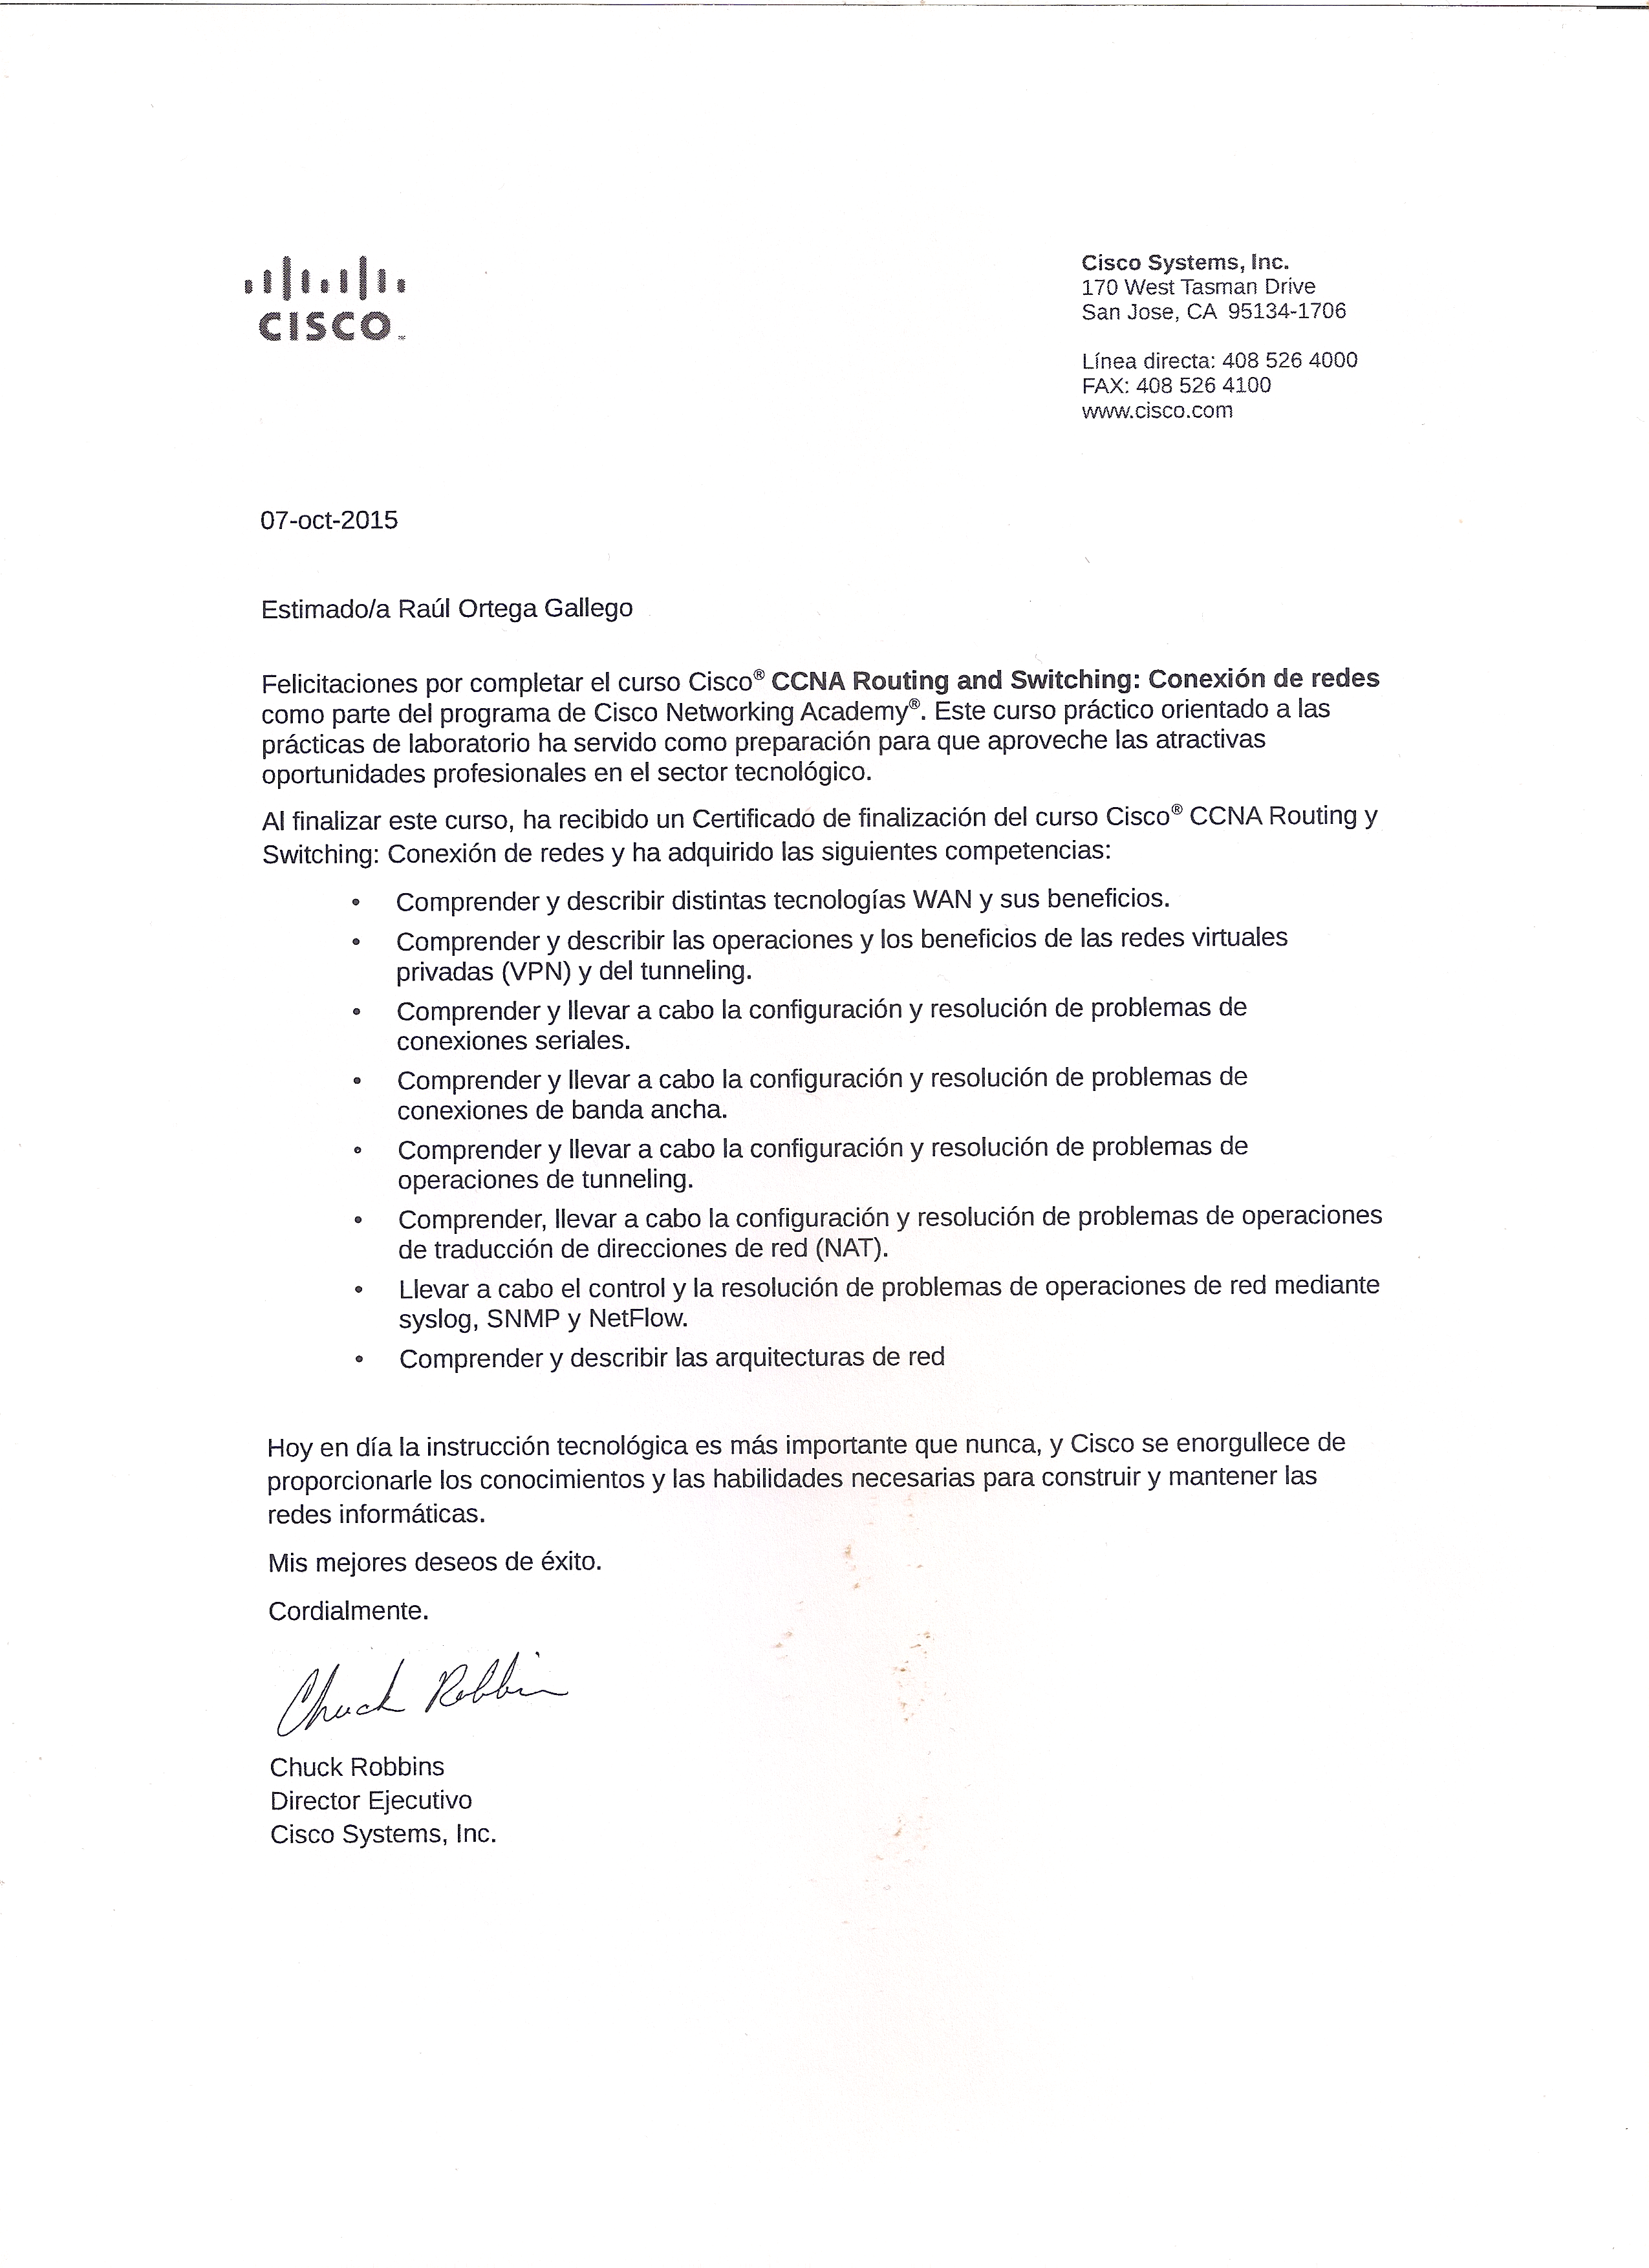 CISCO
Cisco Systems, Inc.
170 West Tasman Drive
San Jose, CA 95134-1706
Línea directa: 408 526 4000
FAX: 408 526 4100
www.cisco.com
07-oct-2015
Estimado/a Raúl Ortega Gallego
Felicitaciones por completar el curso Cisco® CCNA Routing and Switching: Conexión de redes
como parte del programa de Cisco Networking Academy®. Este curso práctico orientado a las
prácticas de laboratorio ha servido como preparación para que aproveche las atractivas
oportunidades profesionales en el sector tecnológico.
Al finalizar este curso, ha recibido un Certificado de finalización del curso Cisco® CCNA Routing y
Switching: Conexión de redes y ha adquirido las siguientes competencias:
• Comprender y describir distintas tecnologías WAN y sus beneficios.
• Comprender y describir las operaciones y los beneficios de las redes virtuales
privadas (VPN) y del tunneling.
• Comprender y llevar a cabo la configuración y resolución de problemas de
conexiones seriales.
• Comprender y llevar a cabo la configuración y resolución de problemas de
conexiones de banda ancha.
• Comprender y llevar a cabo la configuración y resolución de problemas de
operaciones de tunneling.
• Comprender, llevar a cabo la configuración y resolución de problemas de operaciones
de traducción de direcciones de red (NAT).
• Llevar a cabo el control y la resolución de problemas de operaciones de red mediante
syslog, SNMP y NetFlow.
• Comprender y describir las arquitecturas de red
Hoy en día la instrucción tecnológica es más importante que nunca, y Cisco se enorgullece de
proporcionarle los conocimientos y las habilidades necesarias para construir y mantener las
redes informáticas.
Mis mejores deseos de éxito.
Cordialmente.
Chuck Robbins
Chuck Robbins
Director Ejecutivo
Cisco Systems, Inc.